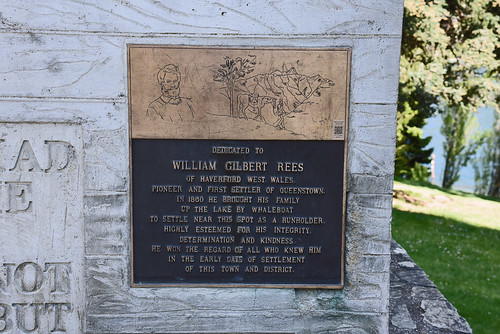 DEDICATED TO
WILLIAM GILBERT REES
OF HAVERFORD WEST WALES.
PIONEER AND FIRST SETTLER OF QUEENSTOWN.
IN 1860 HE BROUGHT HIS FAMILY
UP THE LAKE BY WHALEBOAT
TO SETTLE NEAR THIS SPOT AS A RUNHOLDER.
HIGHLY ESTEEMED FOR HIS INTEGRITY,
DETERMINATION AND KINDNESS.
HE WON THE REGARD OF ALL WHO KNEW HIM
IN THE EARLY DAYS OF SETTLEMENT
OF THIS TOWN AND DISTRICT.
AD
NOT
BUT